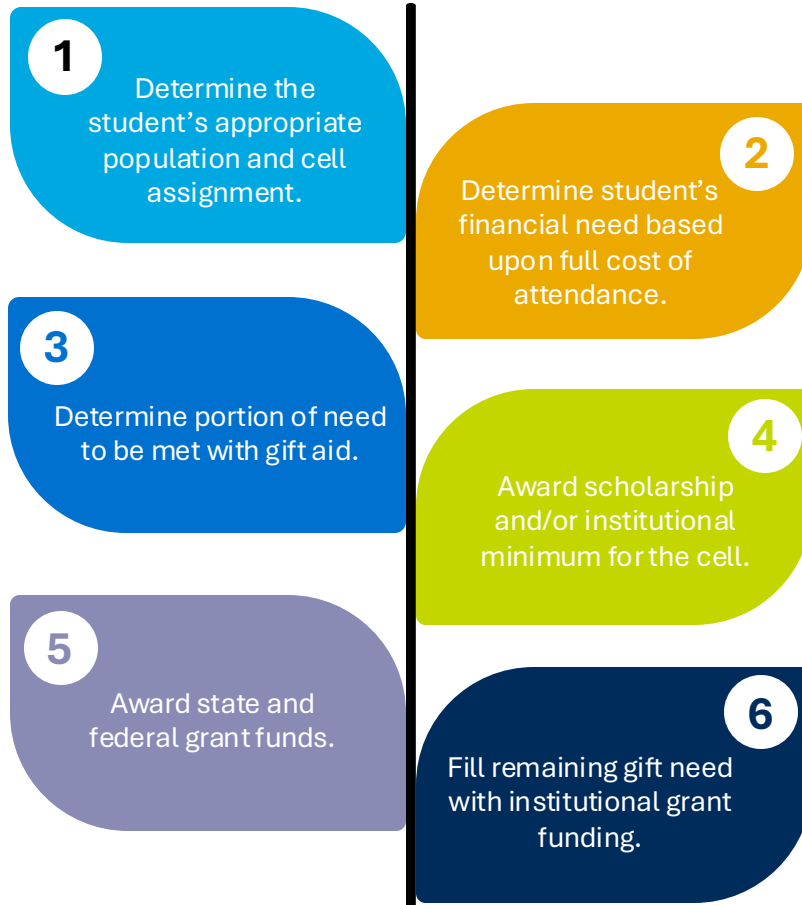 1
Determine the
student’s appropriate
population and cell
assignment.
2
Determine student’s
financial need based
upon full cost of
attendance.
3
Determine portion of need
to be met with gift aid.
4
Award scholarship
and/or institutional
minimum for the cell.
5
Award state and
federal grant funds.
6
Fill remaining gift need
with institutional grant
funding.